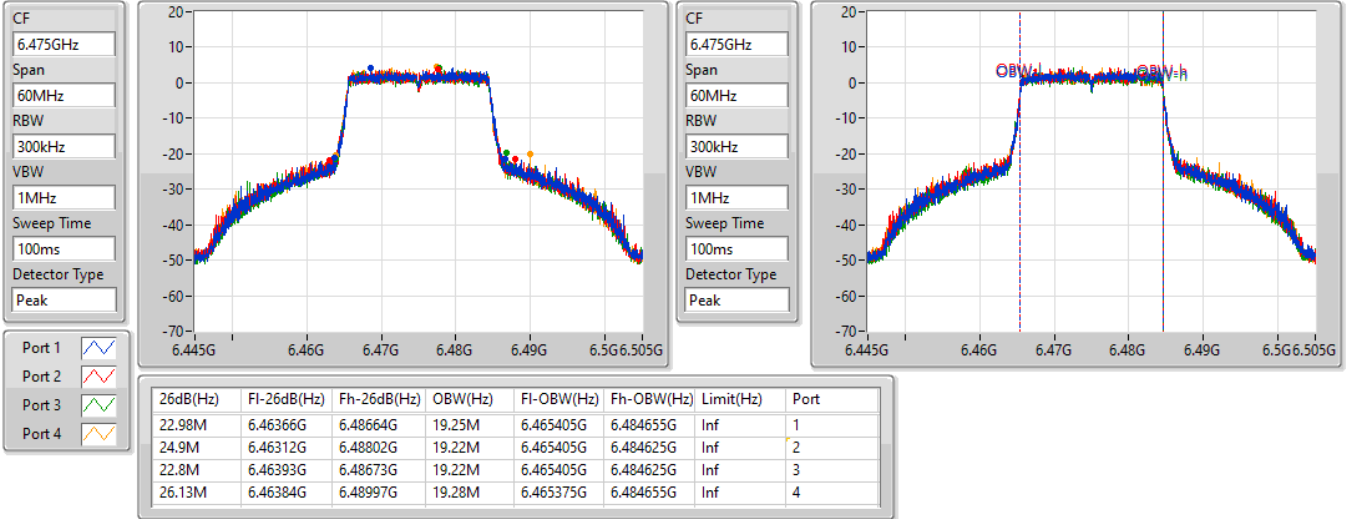 CF
6.475GHz
Span
60MHz
RBW
300kHz
VBW
1MHz
Sweep Time
100ms
Detector Type
Peak
20
10
0
-10
-20
-30
-40
-50
-60
-70
6.445G 6.46G 6.47G 6.48G 6.49G 6.5G 6.505G
CF
6.475GHz
Span
60MHz
RBW
300kHz
VBW
1MHz
Sweep Time
100ms
Detector Type
Peak
20
10
0
-10
-20
-30
-40
-50
-60
-70
OBW-l OBW-h
6.445G 6.46G 6.47G 6.48G 6.49G 6.5G 6.505G
Port 1
Port 2
Port 3
Port 4
26dB(Hz) Fl-26dB(Hz) Fh-26dB(Hz) OBW(Hz) Fl-OBW(Hz) Fh-OBW(Hz) Limit(Hz) Port
22.98M 6.46366G 6.48664G 19.25M 6.465405G 6.484655G Inf 1
24.9M 6.46312G 6.48802G 19.22M 6.465405G 6.484625G Inf 2
22.8M 6.46393G 6.48673G 19.22M 6.465405G 6.484625G Inf 3
26.13M 6.46384G 6.48997G 19.28M 6.465375G 6.484655G Inf 4